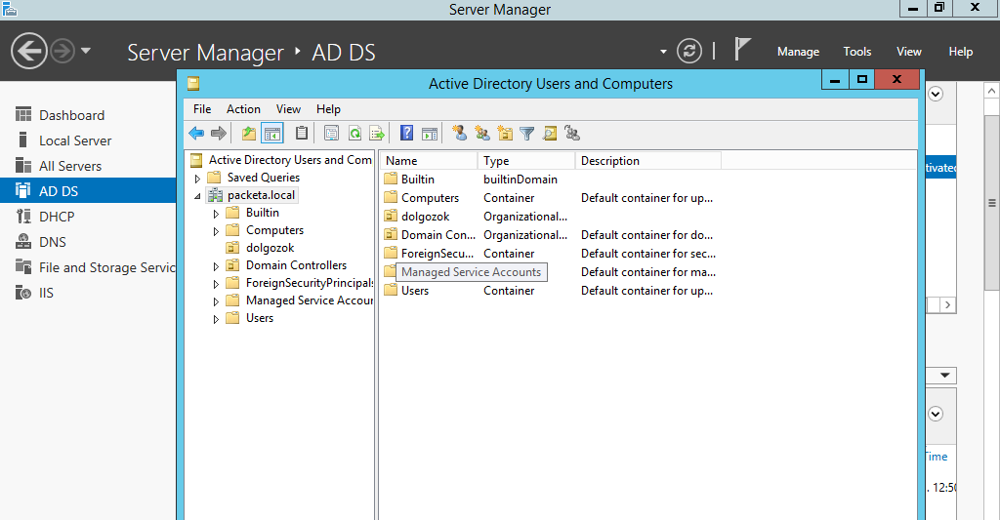 Server Manager
Server Manager ‣ AD DS
Manage Tools View Help
Active Directory Users and Computers
File Action View Help
Dashboard
Local Server
All Servers
AD DS
DHCP
DNS
File and Storage Servic
IIS
Active Directory Users and Com
Saved Queries
packeta.local
Builtin
Computers
dolgozok
Domain Controllers
ForeignSecurityPrincipals
Managed Service Accour
Users
Name Type Description
Builtin builtinDomain
Computers Container Default container for up...
dolgozok Organizational...
Domain Con... Organizational... Default container for do...
ForeignSecu... Container Default container for sec...
Managed Service Accounts Default container for ma...
Users Container Default container for up...
tivated
Time
. 12:50